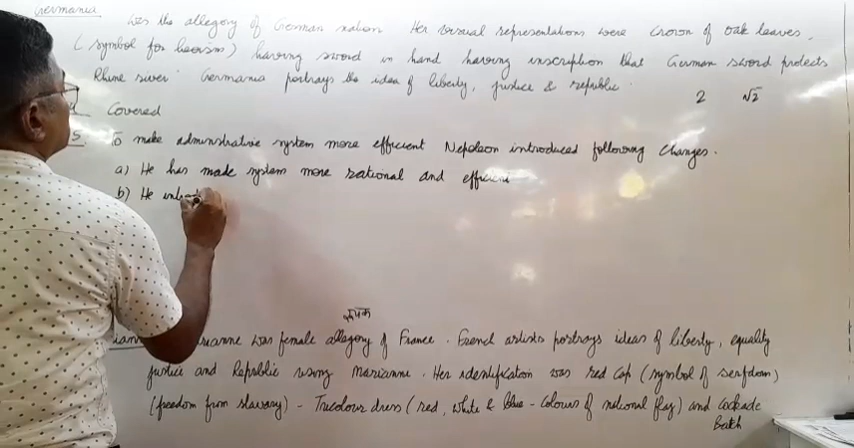 Germania
Was the allegory of German nation Her visual representations were Crown of oak leaves.
(symbol for heorsm) having sword in hand having inscription that German sword protects
Rhine river. Germania portrays the idea of liberty, justice & republic.
2 √2
Covered
5. To make administrative system more efficient Nepoleon introduced following changes.
a) He has made system more rational and efficient
b) He
रूपक
was female allegory of France. French artists portrays ideas of liberty, equality
justice and Republic using Marianne. Her identification was red cap (symbol of serfdom)
(freedom from slavary) - Tricolour dress (red, white & blue - colours of national flag) and cockade